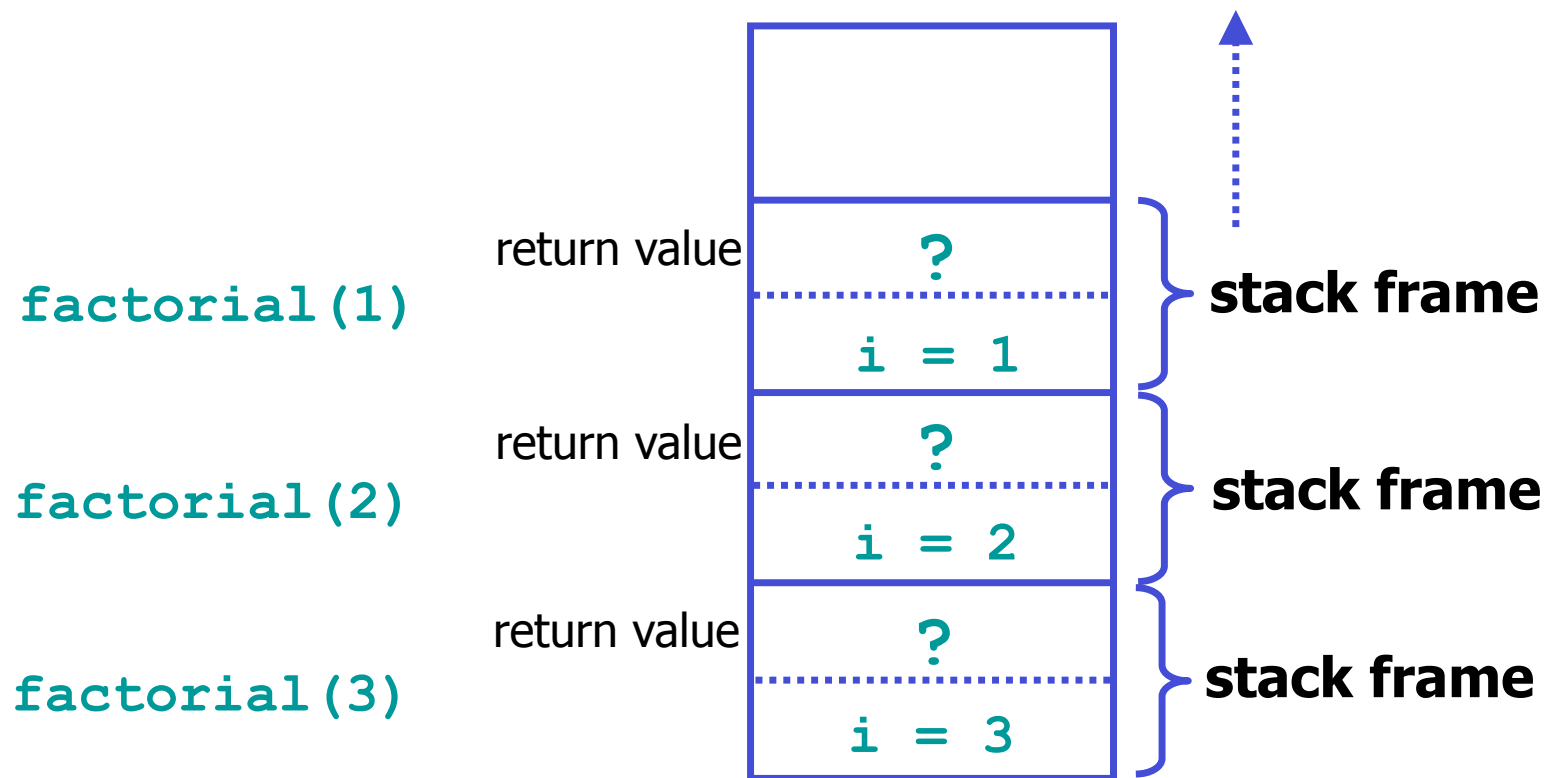 return value ?
factorial(1) stack frame
i = 1
return value ?
factorial(2) stack frame
i = 2
return value ?
factorial(3) stack frame
i = 3